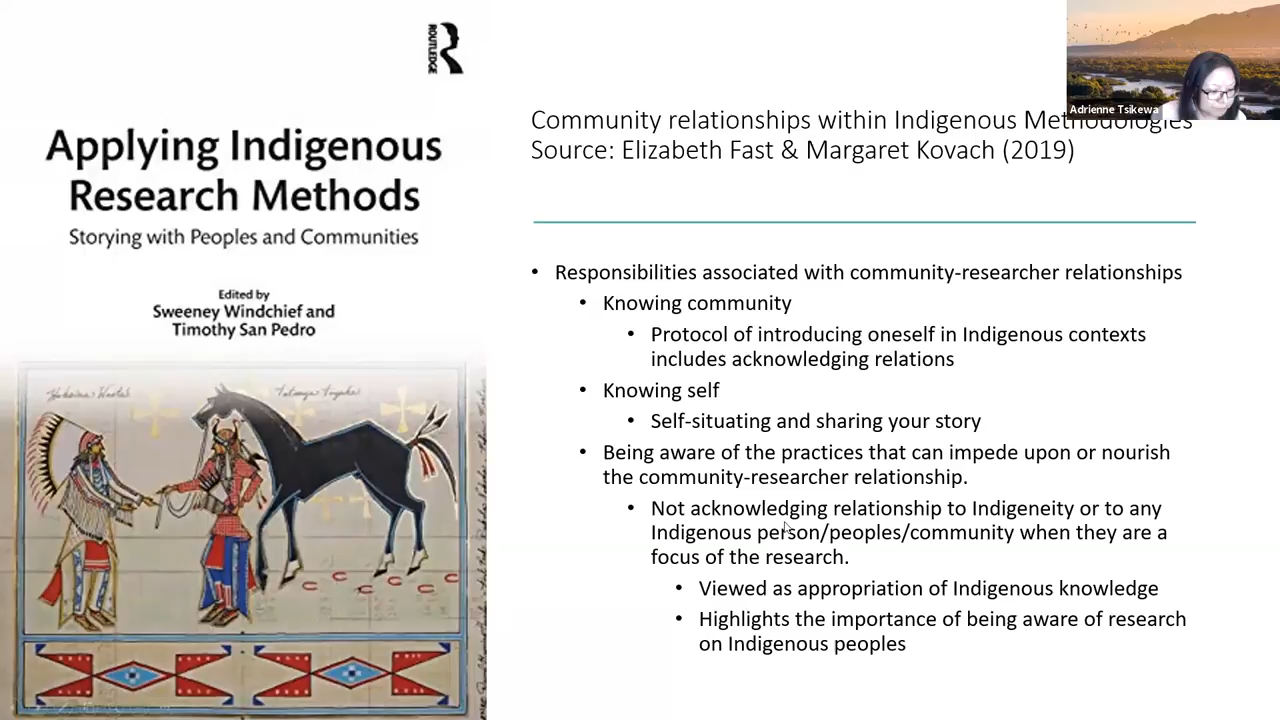 ROUTLEDGE
Applying Indigenous
Research Methods
Storying with Peoples and Communities
Edited by
Sweeney Windchief and
Timothy San Pedro
Adrienne Tsikewa
Community relationships within Indigenous Methodologies
Source: Elizabeth Fast & Margaret Kovach (2019)
• Responsibilities associated with community-researcher relationships
• Knowing community
• Protocol of introducing oneself in Indigenous contexts
includes acknowledging relations
• Knowing self
• Self-situating and sharing your story
• Being aware of the practices that can impede upon or nourish
the community-researcher relationship.
• Not acknowledging relationship to Indigeneity or to any
Indigenous person/peoples/community when they are a
focus of the research.
• Viewed as appropriation of Indigenous knowledge
• Highlights the importance of being aware of research
on Indigenous peoples